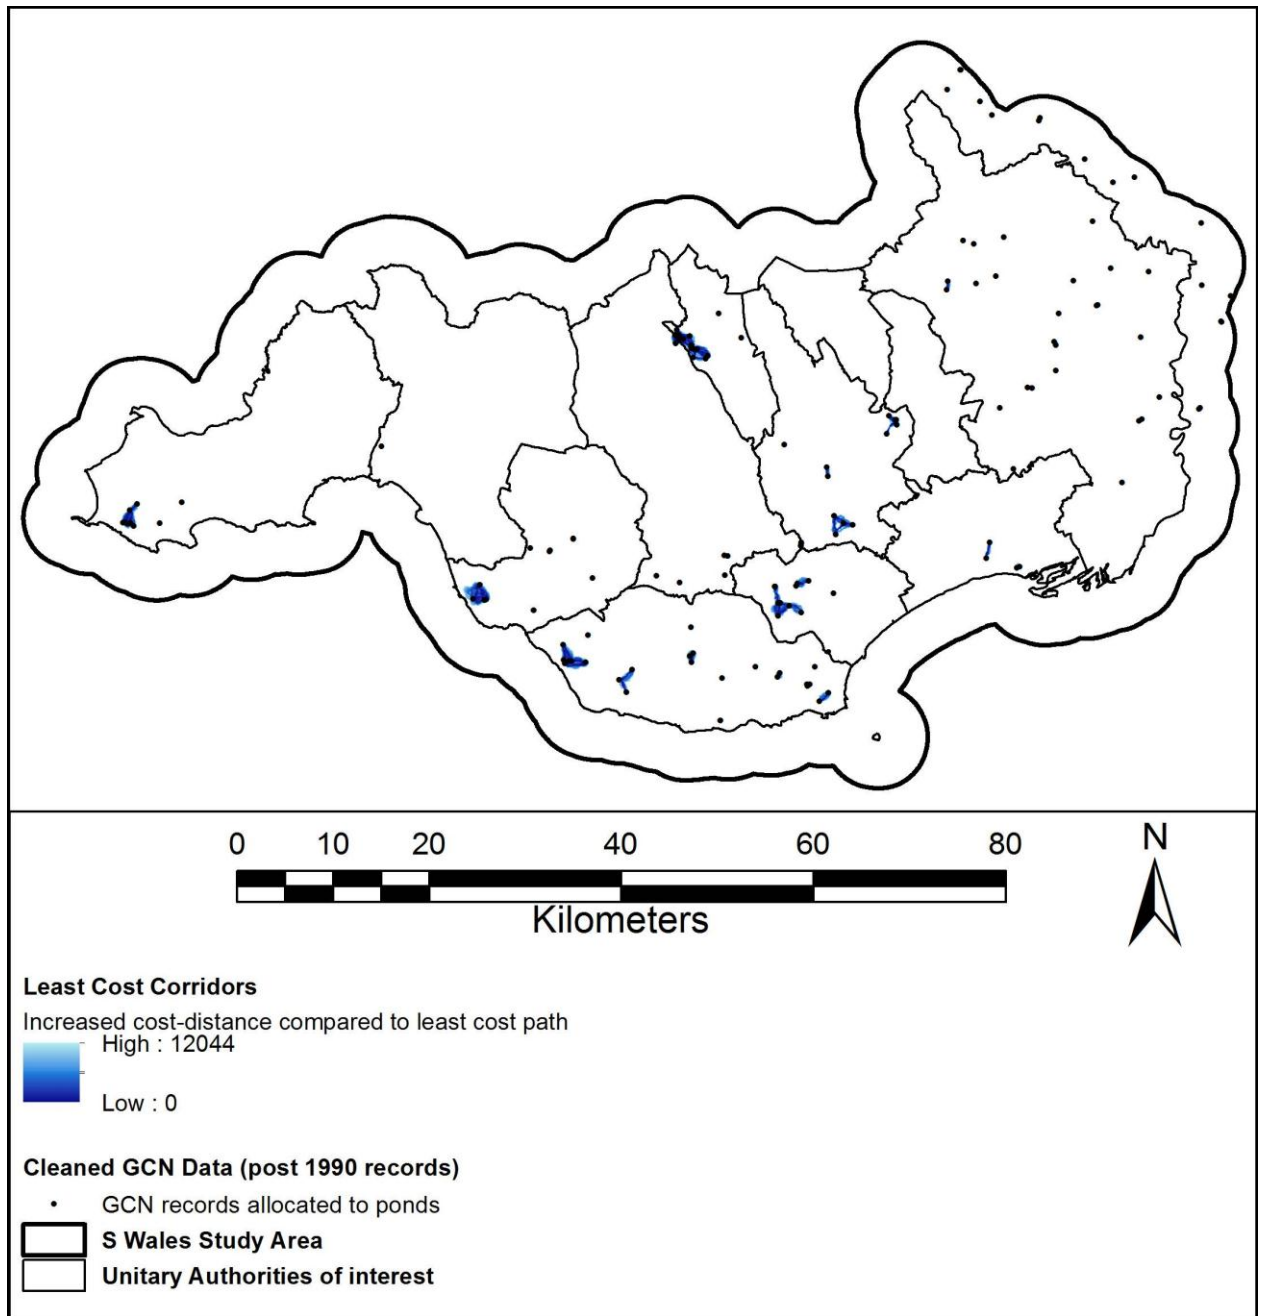 0 10 20 40 60 80
Kilometers
N
Least Cost Corridors
Increased cost-distance compared to least cost path
High : 12044
Low : 0
Cleaned GCN Data (post 1990 records)
GCN records allocated to ponds
S Wales Study Area
Unitary Authorities of interest